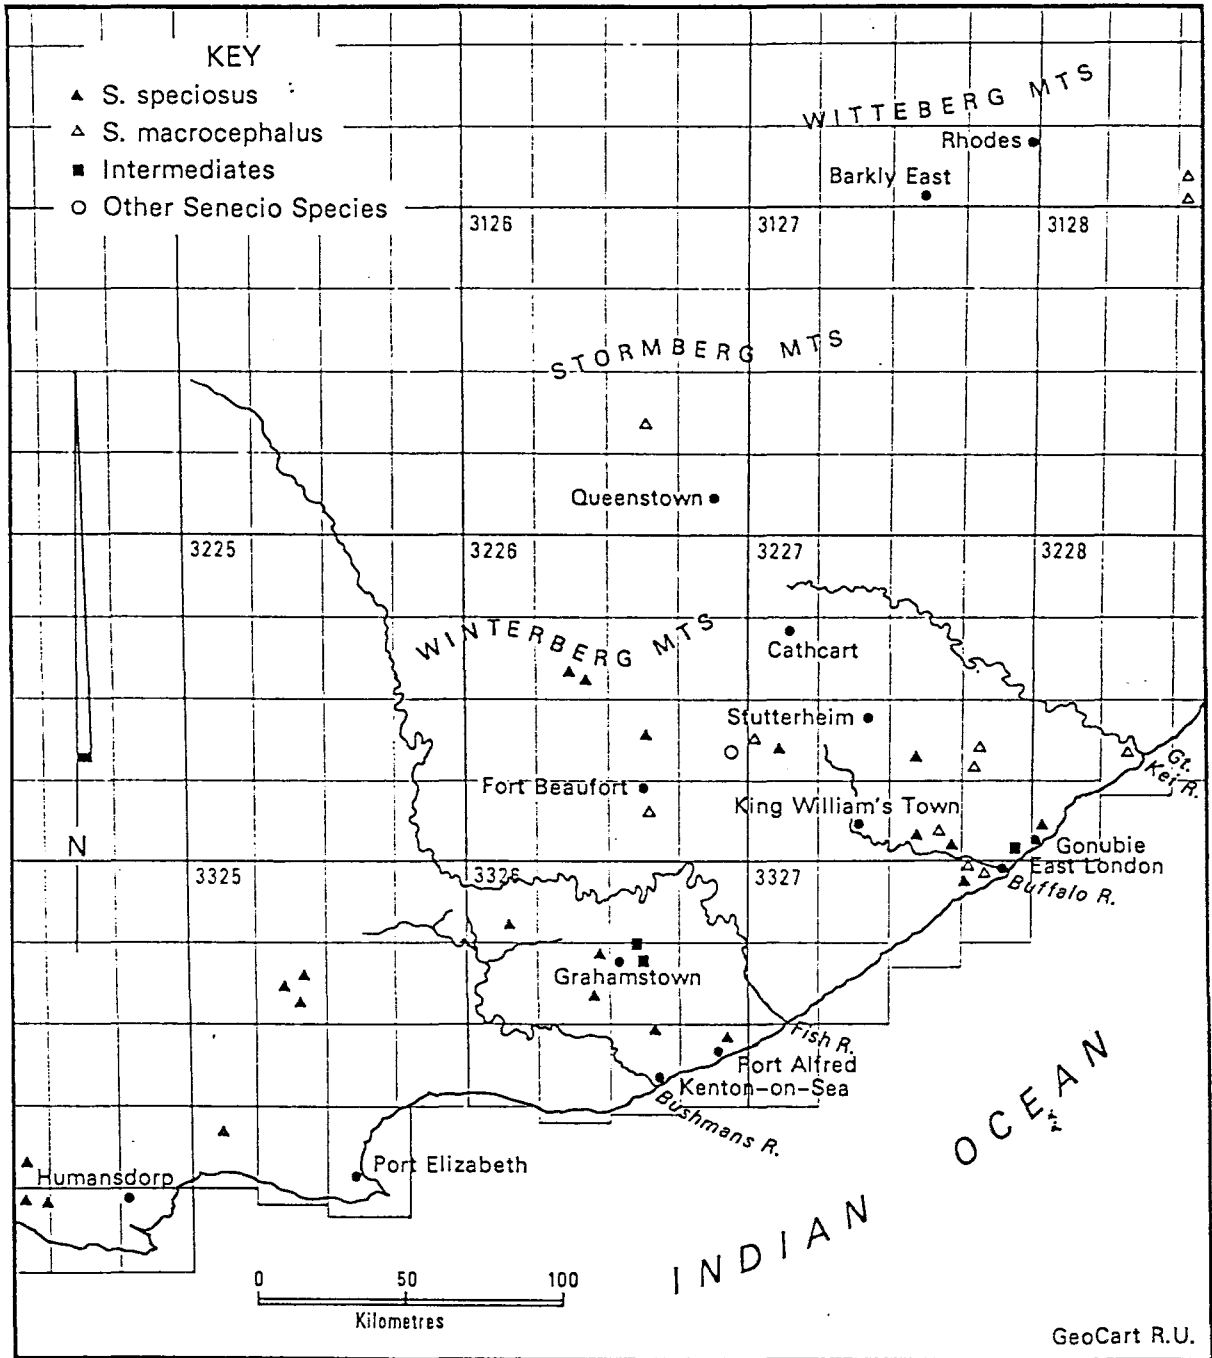 KEY
S. speciosus
S. macrocephalus
Intermediates
Other Senecio Species
WITTEBERG MTS
Rhodes
Barkly East
3126
3127
3128
STORMBERG MTS
Queenstown
3225
3226
3227
3228
WINTERBERG MTS
Cathcart
Stutterheim
Gt.
Kei R.
Fort Beaufort
King William's Town
N
Gonubie
East London
Buffalo R.
3325
3326
3327
Grahamstown
Fish R.
Port Alfred
Kenton-on-Sea
Bushmans R.
Port Elizabeth
Humansdorp
INDIAN OCEAN
0 50 100
Kilometres
GeoCart R.U.